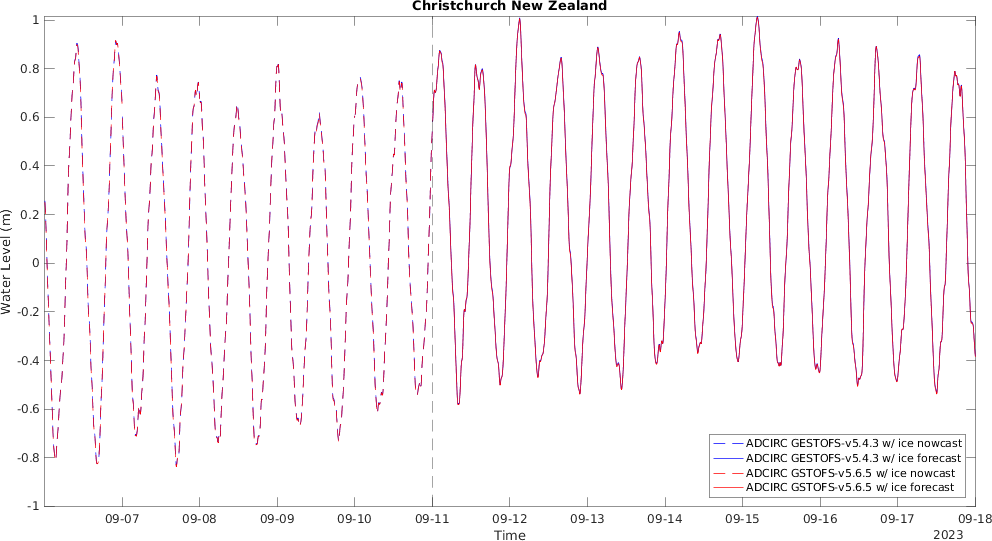 Christchurch New Zealand
1
0.8
0.6
0.4
0.2
0
-0.2
-0.4
-0.6
-0.8
-1
Water Level (m)
ADCIRC GESTOFS-v5.4.3 w/ ice nowcast
ADCIRC GESTOFS-v5.4.3 w/ ice forecast
ADCIRC GSTOFS-v5.6.5 w/ ice nowcast
ADCIRC GSTOFS-v5.6.5 w/ ice forecast
09-07 09-08 09-09 09-10 09-11 09-12 09-13 09-14 09-15 09-16 09-17 09-18
Time
2023